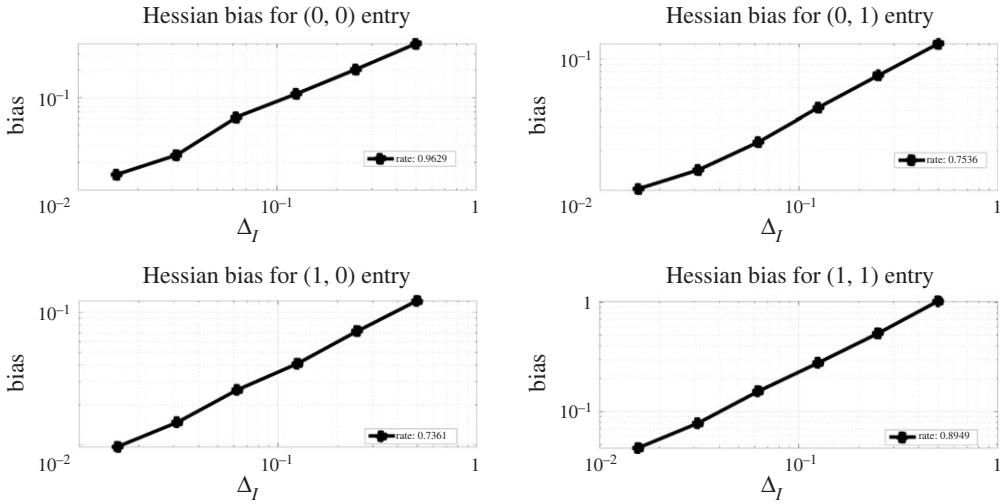 Hessian bias for (0, 0) entry
bias
10⁻¹
rate: 0.9629
10⁻² 10⁻¹ 1
Δ_I
Hessian bias for (0, 1) entry
bias
10⁻¹
rate: 0.7536
10⁻² 10⁻¹ 1
Δ_I
Hessian bias for (1, 0) entry
bias
10⁻¹
rate: 0.7361
10⁻² 10⁻¹ 1
Δ_I
Hessian bias for (1, 1) entry
bias
1
10⁻¹
rate: 0.8949
10⁻² 10⁻¹ 1
Δ_I